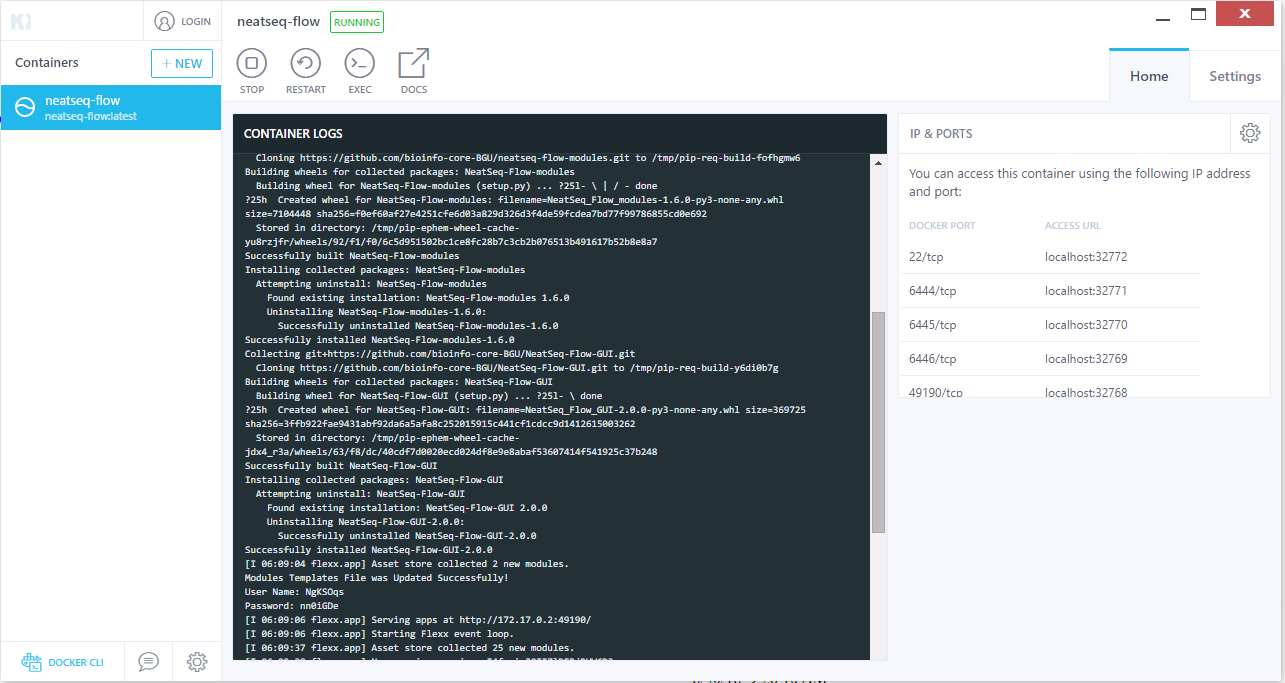 LOGIN
neatseq-flow RUNNING
Containers
+ NEW
STOP RESTART EXEC DOCS
Home Settings
neatseq-flow
neatseq-flow:latest
CONTAINER LOGS
Cloning https://github.com/bioinfo-core-BGU/neatseq-flow-modules.git to /tmp/pip-req-build-fofhgmw6
Building wheels for collected packages: NeatSeq-Flow-modules
Building wheel for NeatSeq-Flow-modules (setup.py) ... ?25l- \ | / - done
?25h Created wheel for NeatSeq-Flow-modules: filename=NeatSeq_Flow_modules-1.6.0-py3-none-any.whl
size=7104448 sha256=f0ef60af27e4251cfe6d03a829d326d3f4de59fcdea7bd77f99786855cd0e692
Stored in directory: /tmp/pip-ephem-wheel-cache-
yu8rzjfr/wheels/92/f1/f0/6c5d951502bc1ce8fc28b7c3cb2b076513b491617b52b8e8a7
Successfully built NeatSeq-Flow-modules
Installing collected packages: NeatSeq-Flow-modules
Attempting uninstall: NeatSeq-Flow-modules
Found existing installation: NeatSeq-Flow-modules 1.6.0
Uninstalling NeatSeq-Flow-modules-1.6.0:
Successfully uninstalled NeatSeq-Flow-modules-1.6.0
Successfully installed NeatSeq-Flow-modules-1.6.0
Collecting git+https://github.com/bioinfo-core-BGU/NeatSeq-Flow-GUI.git
Cloning https://github.com/bioinfo-core-BGU/NeatSeq-Flow-GUI.git to /tmp/pip-req-build-y6di0b7g
Building wheels for collected packages: NeatSeq-Flow-GUI
Building wheel for NeatSeq-Flow-GUI (setup.py) ... ?25l- \ done
?25h Created wheel for NeatSeq-Flow-GUI: filename=NeatSeq_Flow_GUI-2.0.0-py3-none-any.whl size=369725
sha256=3ffb922fae9431abf92da6a5afa8c252015915c441cf1cdcc9d1412615003262
Stored in directory: /tmp/pip-ephem-wheel-cache-
jdx4_r3a/wheels/63/f8/dc/40cdf7d0020ecd024df8e9e8abaf53607414f541925c37b248
Successfully built NeatSeq-Flow-GUI
Installing collected packages: NeatSeq-Flow-GUI
Attempting uninstall: NeatSeq-Flow-GUI
Found existing installation: NeatSeq-Flow-GUI 2.0.0
Uninstalling NeatSeq-Flow-GUI-2.0.0:
Successfully uninstalled NeatSeq-Flow-GUI-2.0.0
Successfully installed NeatSeq-Flow-GUI-2.0.0
[I 06:09:04 flexx.app] Asset store collected 2 new modules.
Modules Templates File was Updated Successfully!
User Name: NgKSOqs
Password: nn0iGDe
[I 06:09:06 flexx.app] Serving apps at http://172.17.0.2:49190/
[I 06:09:06 flexx.app] Starting Flexx event loop.
[I 06:09:37 flexx.app] Asset store collected 25 new modules.
IP & PORTS
You can access this container using the following IP address
and port:
DOCKER PORT ACCESS URL
22/tcp localhost:32772
6444/tcp localhost:32771
6445/tcp localhost:32770
6446/tcp localhost:32769
49190/tcp localhost:32768
DOCKER CLI